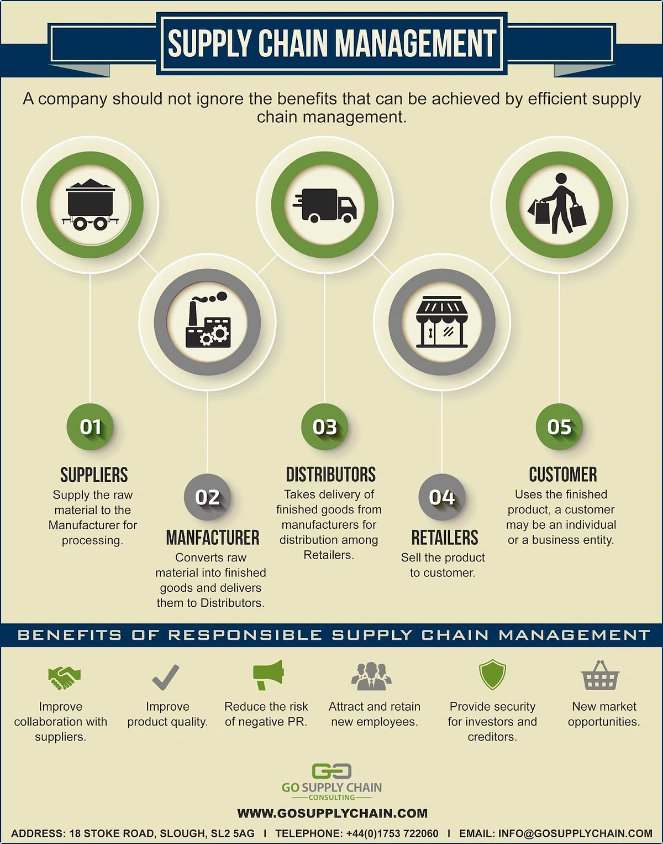 SUPPLY CHAIN MANAGEMENT
A company should not ignore the benefits that can be achieved by efficient supply
chain management.
01
SUPPLIERS
Supply the raw
material to the
Manufacturer for
processing.
02
MANFACTURER
Converts raw
material into finished
goods and delivers
them to Distributors.
03
DISTRIBUTORS
Takes delivery of
finished goods from
manufacturers for
distribution among
Retailers.
04
RETAILERS
Sell the product
to customer.
05
CUSTOMER
Uses the finished
product, a customer
may be an individual
or a business entity.
BENEFITS OF RESPONSIBLE SUPPLY CHAIN MANAGEMENT
Improve
collaboration with
suppliers.
Improve
product quality.
Reduce the risk
of negative PR.
Attract and retain
new employees.
Provide security
for investors and
creditors.
New market
opportunities.
GO SUPPLY CHAIN
CONSULTING
WWW.GOSUPPLYCHAIN.COM
ADDRESS: 18 STOKE ROAD, SLOUGH, SL2 5AG I TELEPHONE: +44(0)1753 722060 I EMAIL: INFO@GOSUPPLYCHAIN.COM